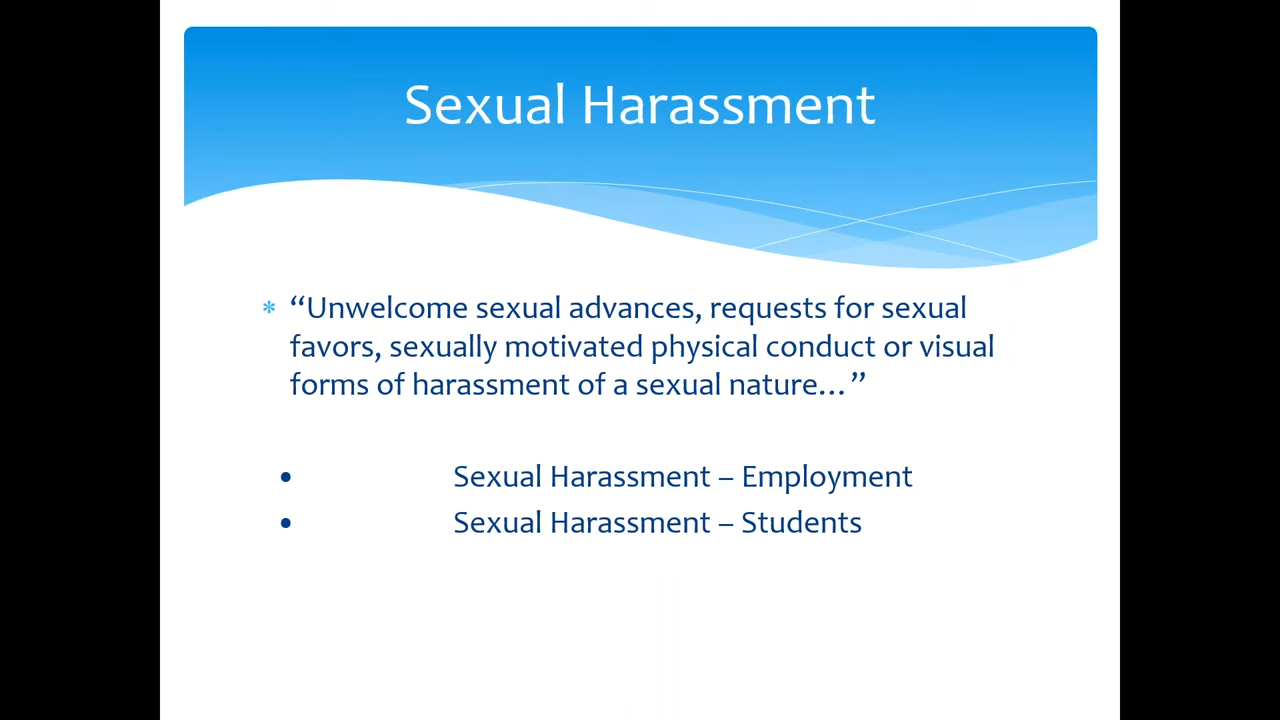 Sexual Harassment
* “Unwelcome sexual advances, requests for sexual
favors, sexually motivated physical conduct or visual
forms of harassment of a sexual nature…”
• Sexual Harassment – Employment
• Sexual Harassment – Students